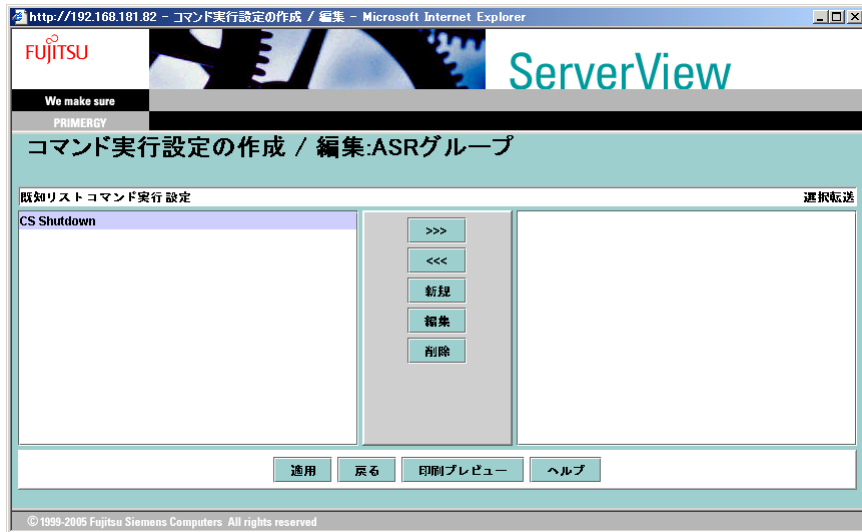 http://192.168.181.82 - コマンド実行設定の作成 / 編集 - Microsoft Internet Explorer
FUJITSU
ServerView
We make sure
PRIMERGY
コマンド実行設定の作成 / 編集:ASRグループ
既知リストコマンド実行設定 選択転送
CS Shutdown
>>>
<<<
新規
編集
削除
適用 戻る 印刷プレビュー ヘルプ
© 1999-2005 Fujitsu Siemens Computers All rights reserved